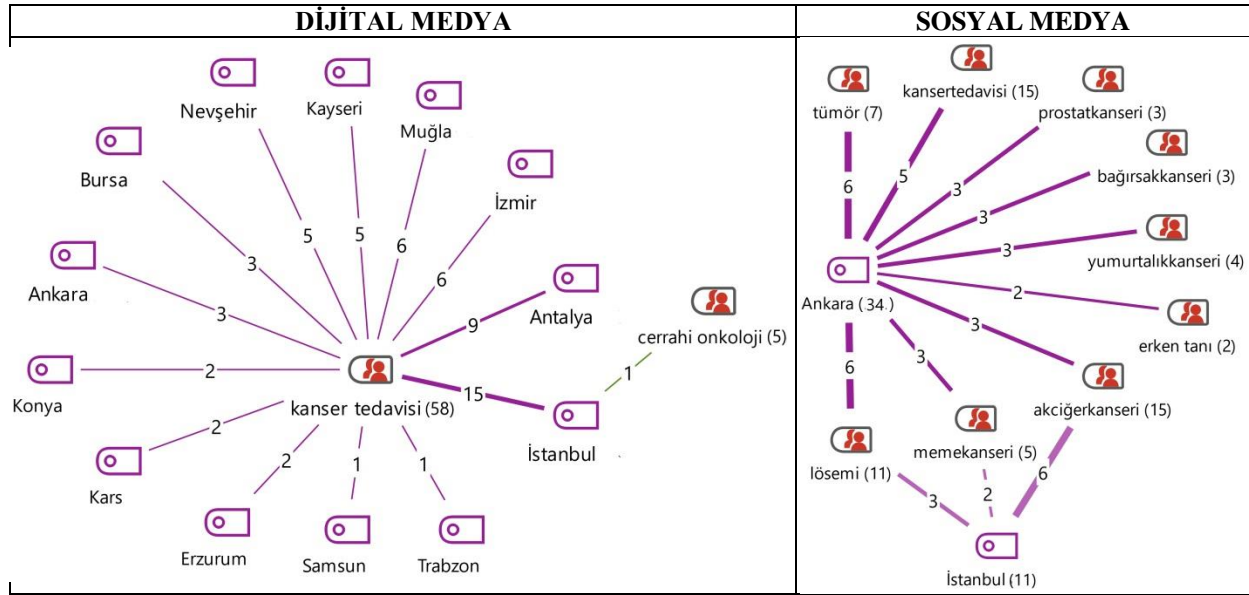 DİJİTAL MEDYA
Nevşehir
Kayseri
Muğla
Bursa
İzmir
Ankara
Antalya
Konya
Kars
Erzurum
Samsun
Trabzon
İstanbul
kanser tedavisi (58)
cerrahi onkoloji (5)
5
5
6
6
3
3
9
2
15
1
2
2
1
1
SOSYAL MEDYA
tümör (7)
kansertedavisi (15)
prostatkanseri (3)
bağırsakkanseri (3)
yumurtalıkkanseri (4)
Ankara (34)
erken tanı (2)
akciğerkanseri (15)
memekanseri (5)
lösemi (11)
İstanbul (11)
6
5
3
3
3
2
3
3
6
3
2
6